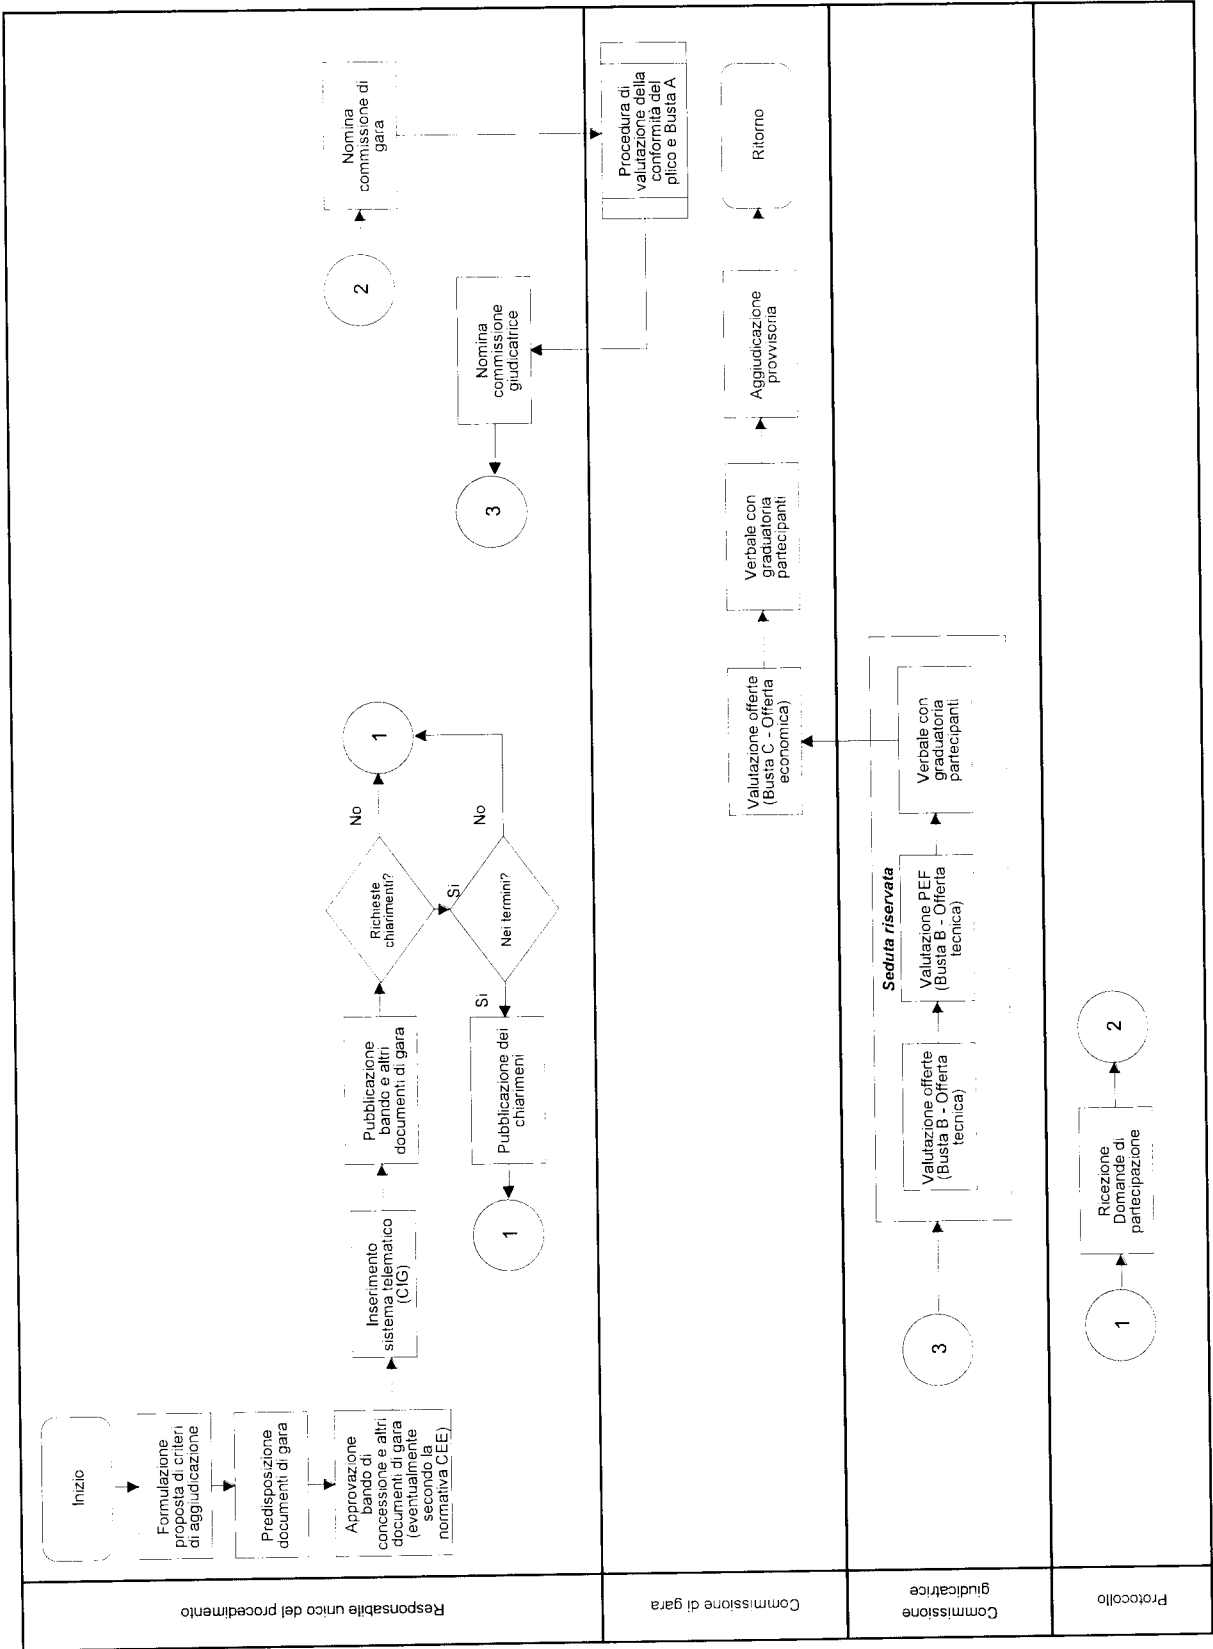 Responsabile unico del procedimento
Inizio
Formulazione
proposta di criteri
di aggiudicazione
Predisposizione
documenti di gara
Approvazione
bando di
concessione e altri
documenti di gara
(eventualmente
secondo la
normativa CEE)
Inserimento
sistema telematico
(CIG)
Pubblicazione
bando e altri
documenti di gara
Richieste
chiarimenti?
No
1
Si
Nei termini?
No
Si
Pubblicazione dei
chiarimeni
1
2
Nomina
commissione di
gara
Nomina
commissione
giudicatrice
3
Commissione di gara
Procedura di
valutazione della
conformità del
plico e Busta A
Valutazione offerte
(Busta C - Offerta
economica)
Verbale con
graduatoria
partecipanti
Aggiudicazione
provvisoria
Ritorno
Commissione
giudicatrice
3
Seduta riservata
Valutazione offerte
(Busta B - Offerta
tecnica)
Valutazione PEF
(Busta B - Offerta
tecnica)
Verbale con
graduatoria
partecipanti
Protocollo
1
Ricezione
Domande di
partecipazione
2